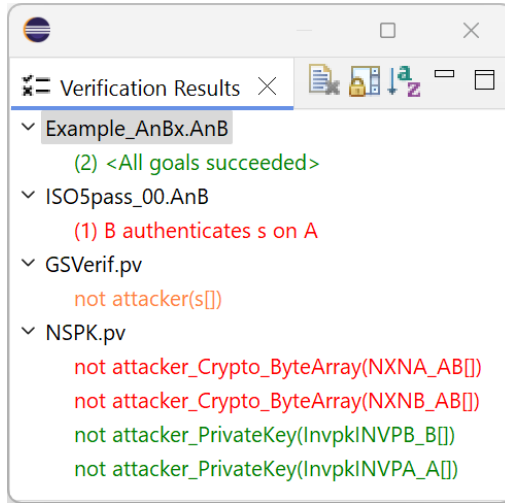 Verification Results
Example_AnBx.AnB
(2) <All goals succeeded>
ISO5pass_00.AnB
(1) B authenticates s on A
GSVerif.pv
not attacker(s[])
NSPK.pv
not attacker_Crypto_ByteArray(NXNA_AB[])
not attacker_Crypto_ByteArray(NXNB_AB[])
not attacker_PrivateKey(InvpkINVPB_B[])
not attacker_PrivateKey(InvpkINVPA_A[])